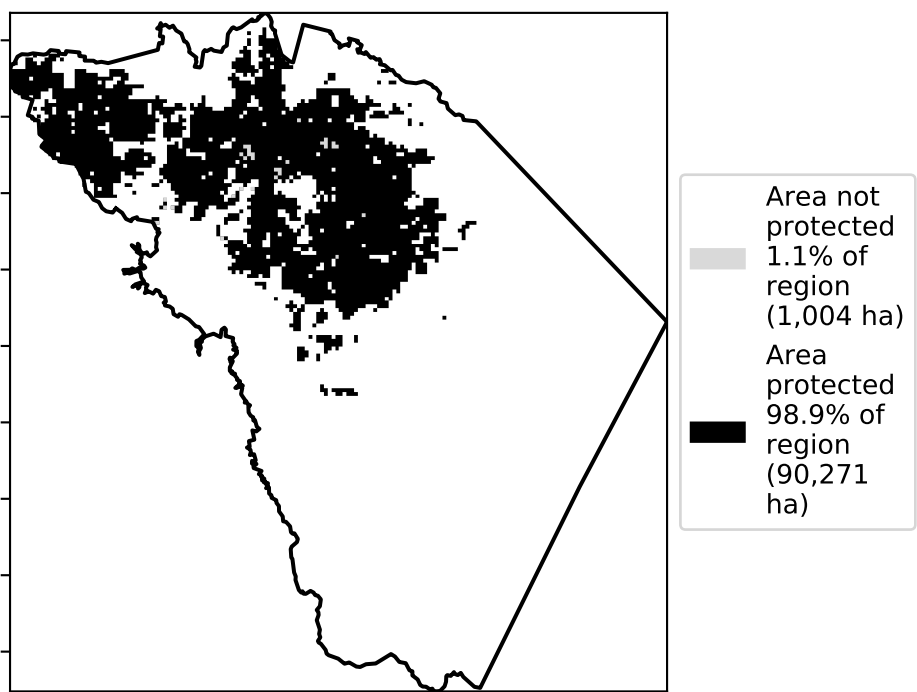 Area not
protected
1.1% of
region
(1,004 ha)
Area
protected
98.9% of
region
(90,271
ha)